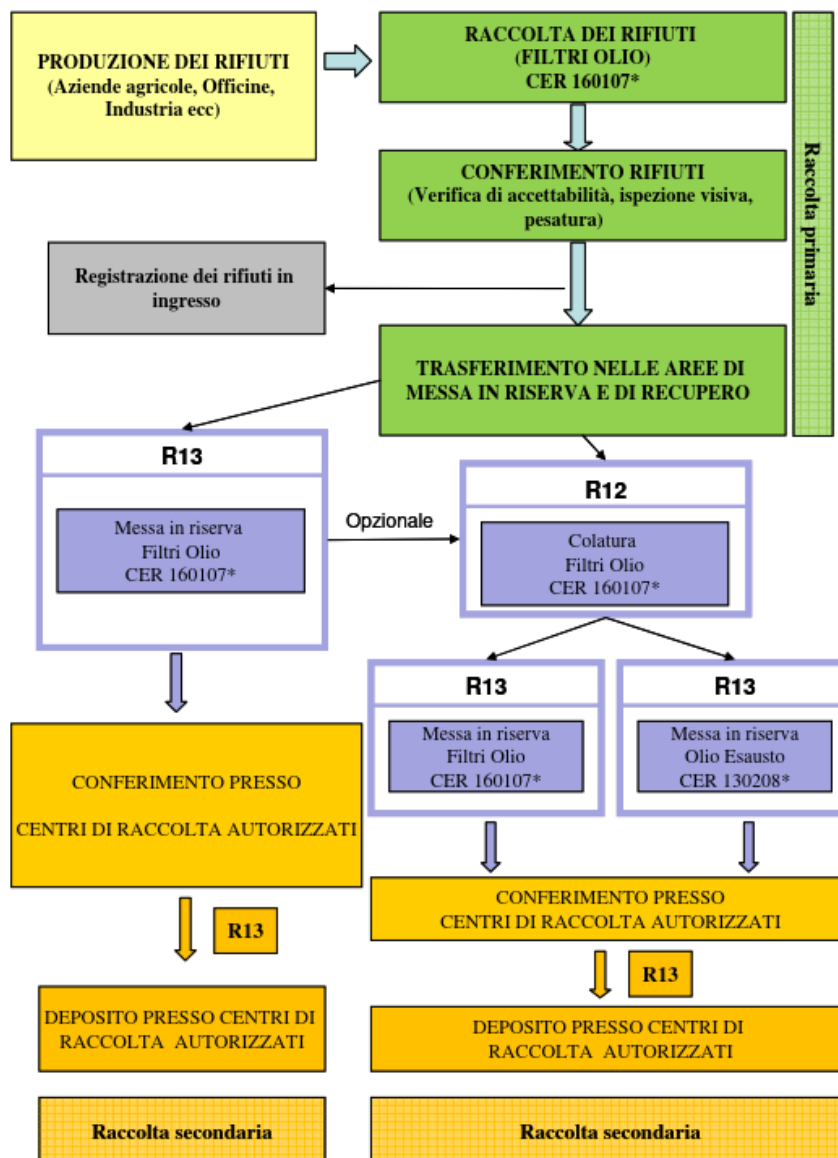 PRODUZIONE DEI RIFIUTI
(Aziende agricole, Officine,
Industria ecc)
RACCOLTA DEI RIFIUTI
(FILTRI OLIO)
CER 160107*
CONFERIMENTO RIFIUTI
(Verifica di accettabilità, ispezione visiva,
pesatura)
Raccolta primaria
Registrazione dei rifiuti in
ingresso
TRASFERIMENTO NELLE AREE DI
MESSA IN RISERVA E DI RECUPERO
R13
Messa in riserva
Filtri Olio
CER 160107*
Opzionale
R12
Colatura
Filtri Olio
CER 160107*
R13
Messa in riserva
Filtri Olio
CER 160107*
R13
Messa in riserva
Olio Esausto
CER 130208*
CONFERIMENTO PRESSO
CENTRI DI RACCOLTA AUTORIZZATI
R13
DEPOSITO PRESSO CENTRI DI
RACCOLTA AUTORIZZATI
Raccolta secondaria
CONFERIMENTO PRESSO
CENTRI DI RACCOLTA AUTORIZZATI
R13
DEPOSITO PRESSO CENTRI DI
RACCOLTA AUTORIZZATI
Raccolta secondaria